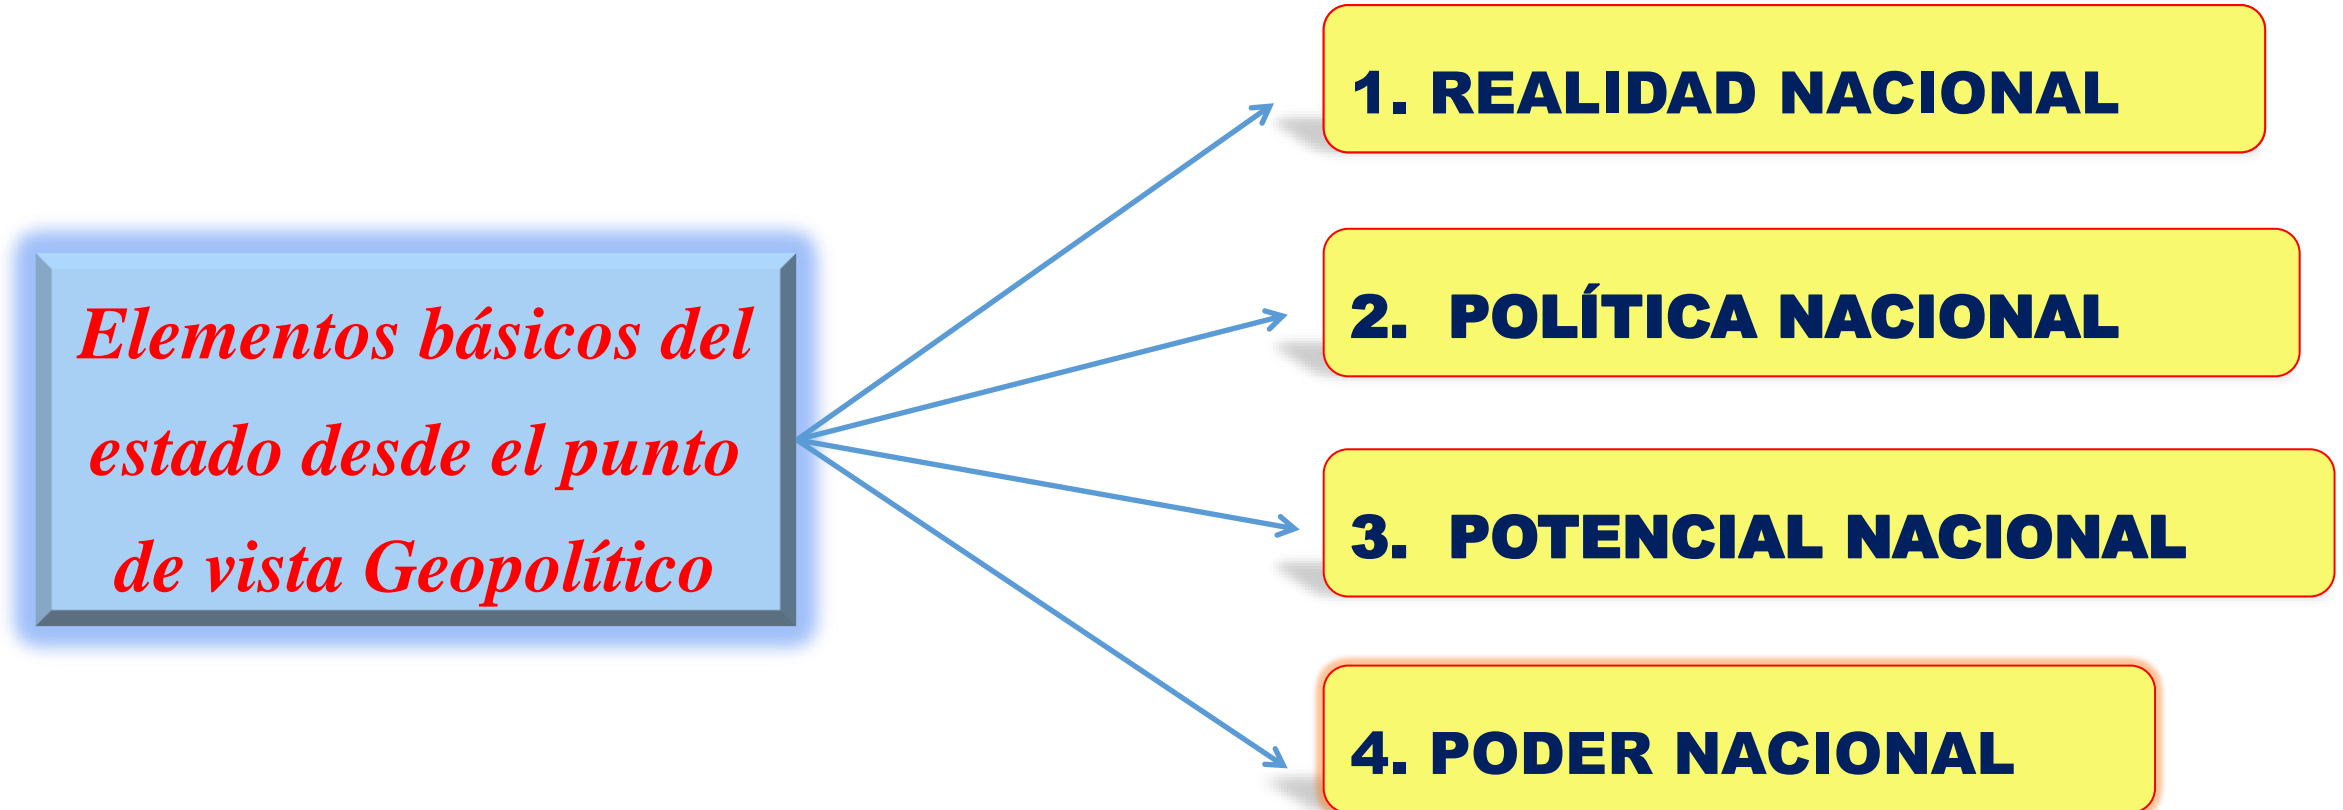 Elementos básicos del
estado desde el punto
de vista Geopolítico
1. REALIDAD NACIONAL
2. POLÍTICA NACIONAL
3. POTENCIAL NACIONAL
4. PODER NACIONAL